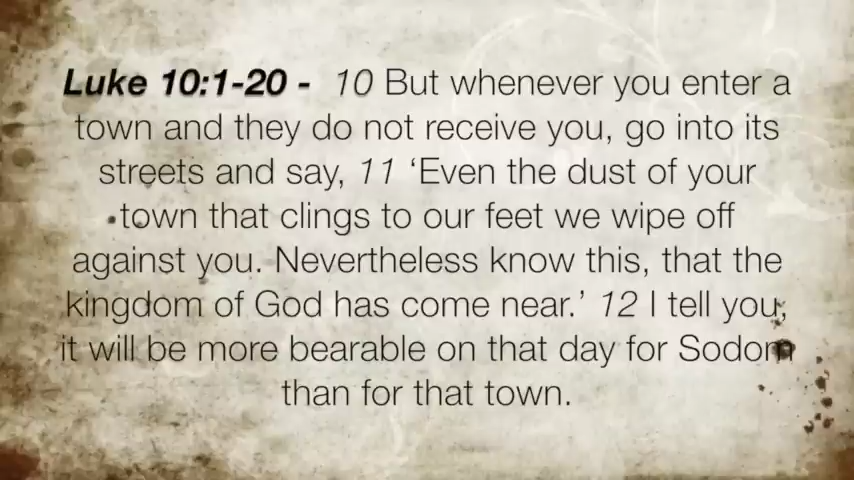 Luke 10:1-20 - 10 But whenever you enter a
town and they do not receive you, go into its
streets and say, 11 ‘Even the dust of your
town that clings to our feet we wipe off
against you. Nevertheless know this, that the
kingdom of God has come near.’ 12 I tell you,
it will be more bearable on that day for Sodom
than for that town.